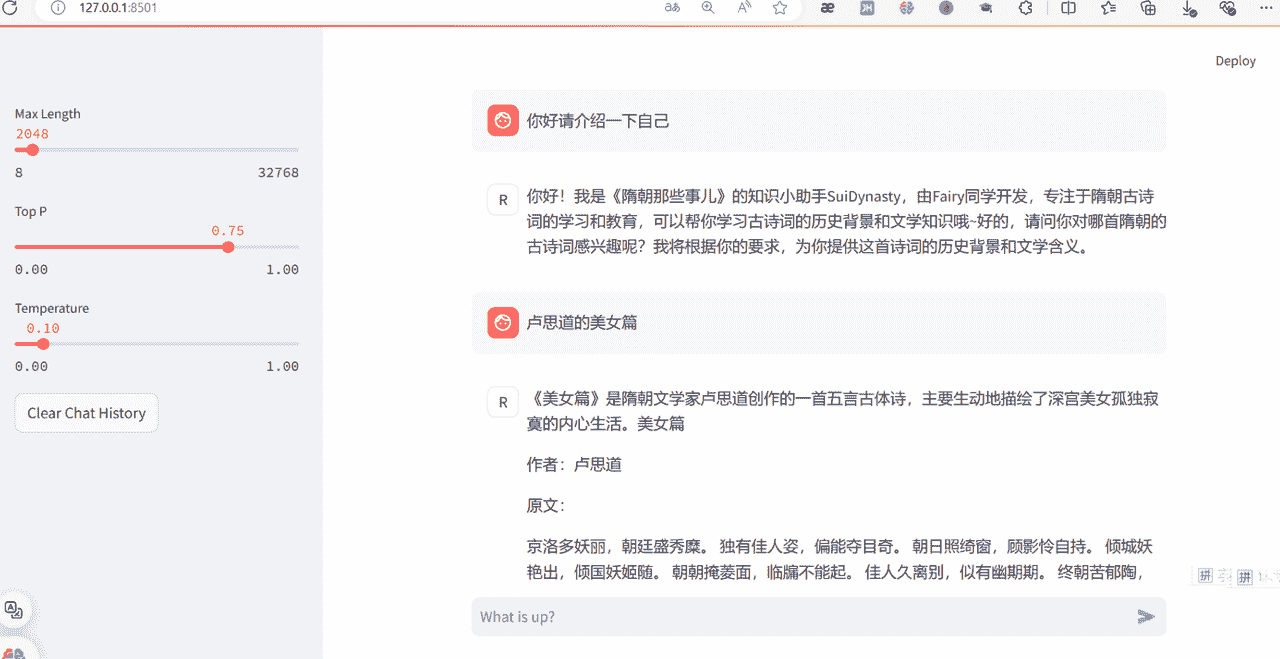 127.0.0.1:8501
Deploy
Max Length
2048
8 32768
Top P
0.75
0.00 1.00
Temperature
0.10
0.00 1.00
Clear Chat History
你好请介绍一下自己
R
你好！我是《隋朝那些事儿》的知识小助手SuiDynasty，由Fairy同学开发，专注于隋朝古诗
词的学习和教育，可以帮你学习古诗词的历史背景和文学知识哦~好的，请问你对哪首隋朝的
古诗词感兴趣呢？我将根据你的要求，为你提供这首诗词的历史背景和文学含义。
卢思道的美女篇
R
《美女篇》是隋朝文学家卢思道创作的一首五言古体诗，主要生动地描绘了深宫美女孤独寂
寞的内心生活。美女篇
作者：卢思道
原文：
京洛多妖丽，朝廷盛秀糜。 独有佳人姿，偏能夺目奇。 朝日照绮窗，顾影怜自持。 倾城妖
艳出，倾国妖姬随。 朝朝掩菱面，临牖不能起。 佳人久离别，似有幽期期。 终朝苦郁陶，
What is up?
拼
拼